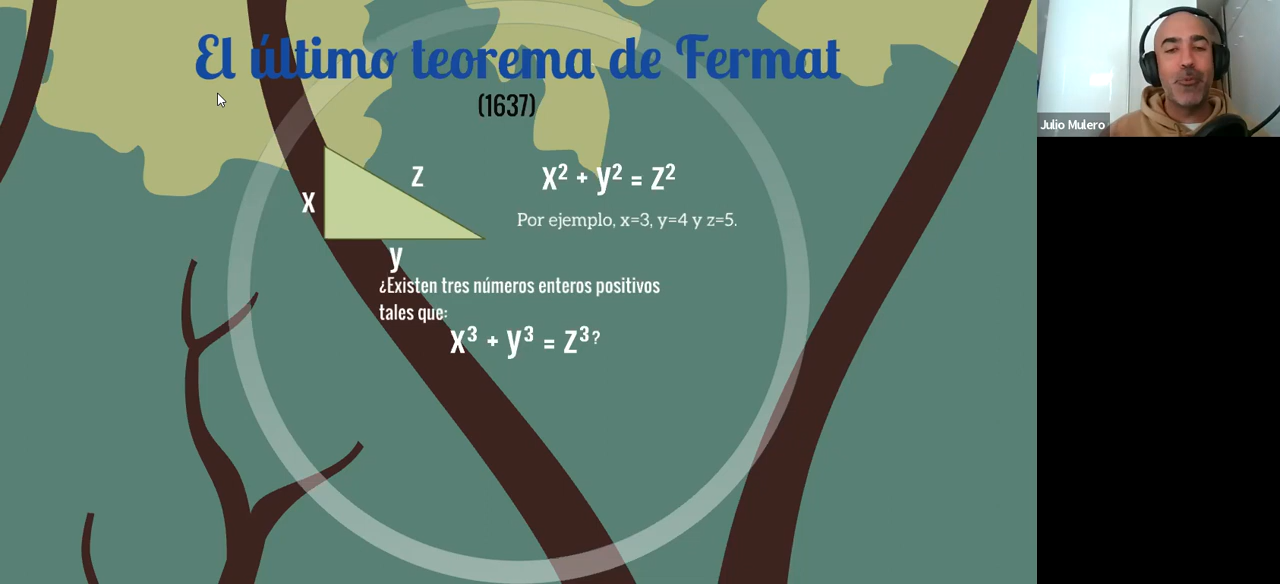 El último teorema de Fermat
(1637)
Julio Mulero
z
x² + y² = z²
x
Por ejemplo, x=3, y=4 y z=5.
y
¿Existen tres números enteros positivos
tales que:
x³ + y³ = z³?